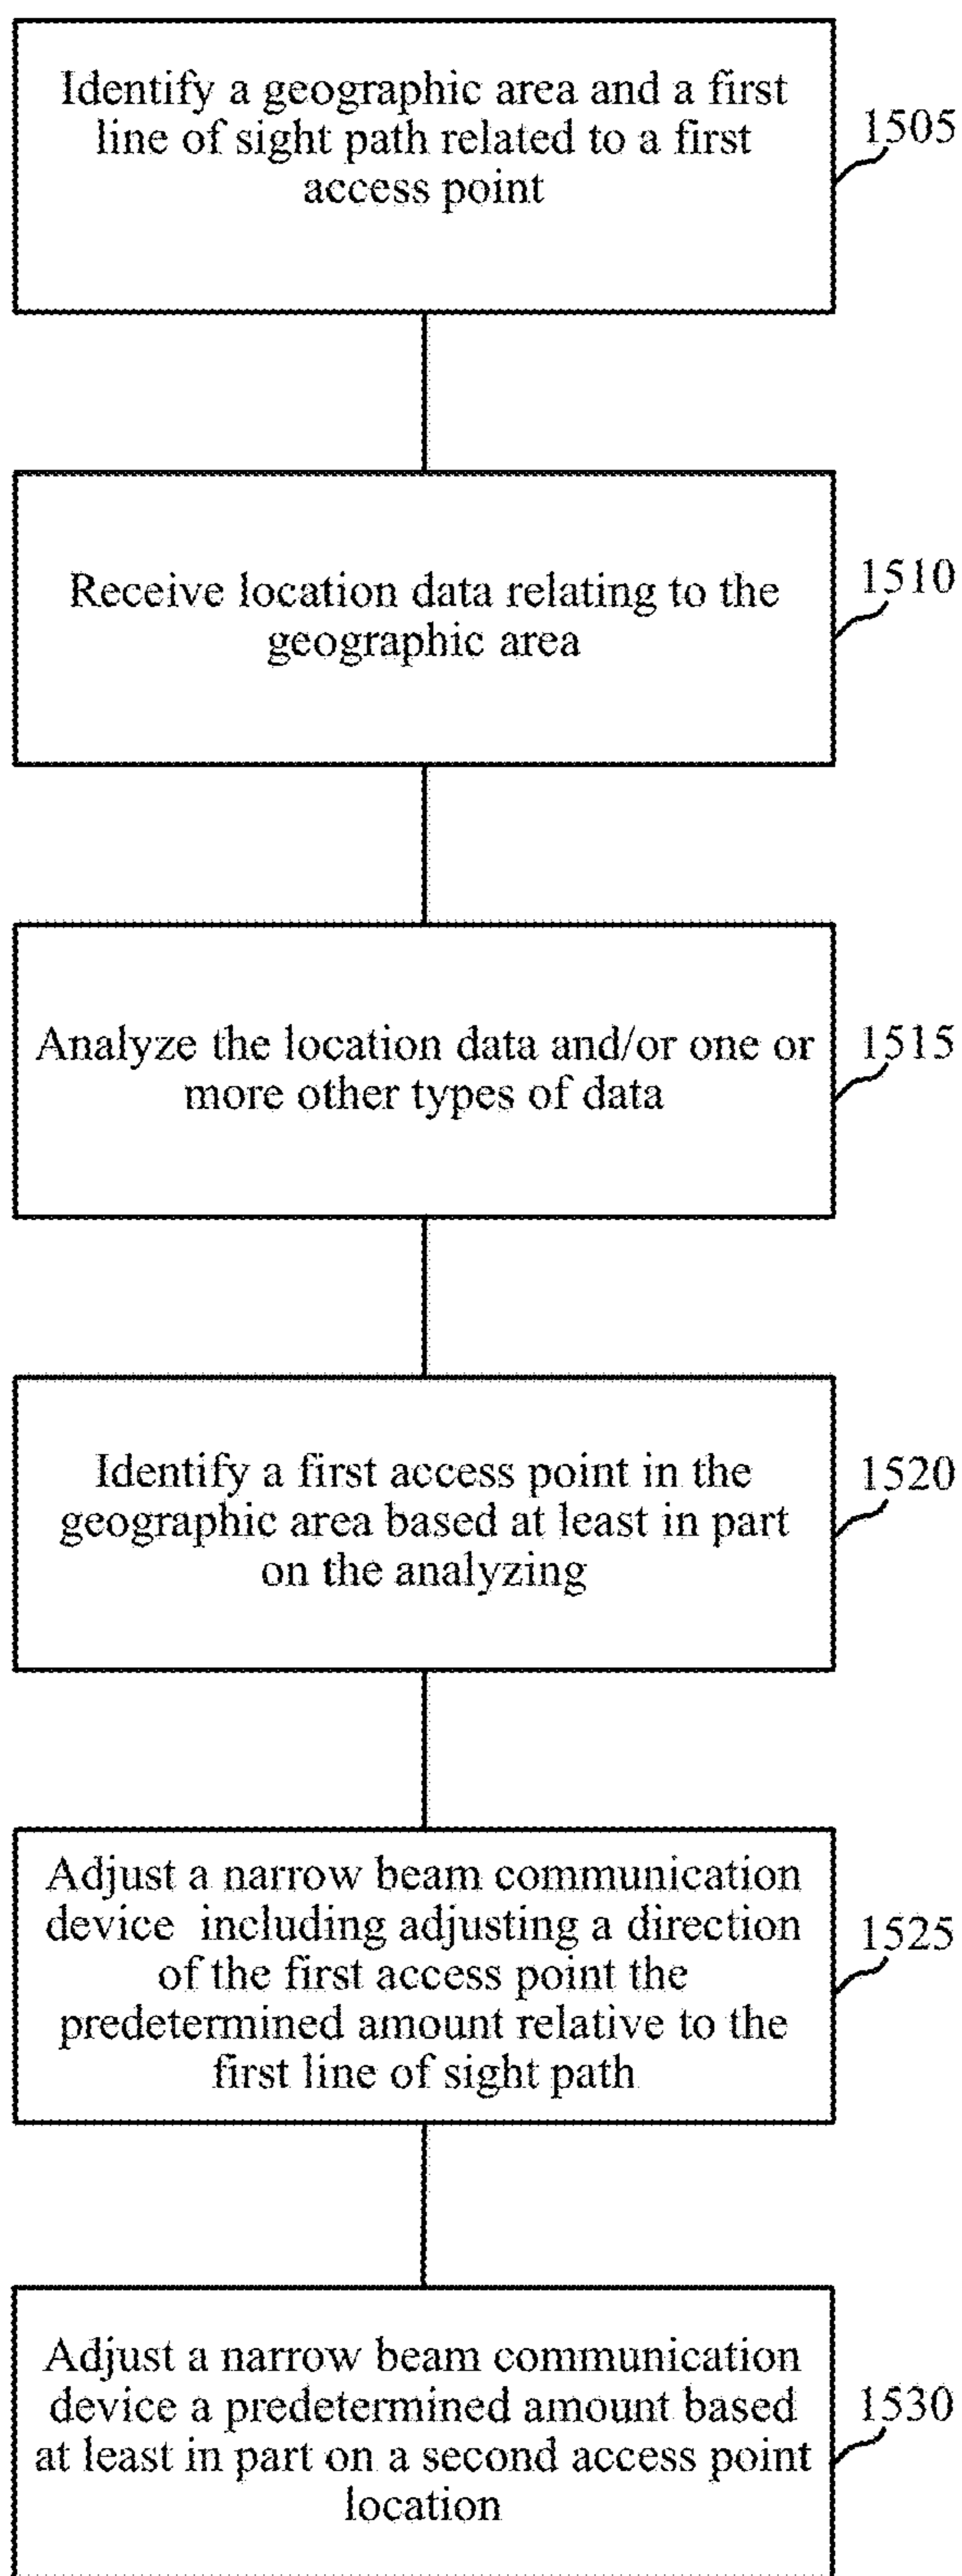 Identify a geographic area and a first
line of sight path related to a first
access point
1505
Receive location data relating to the
geographic area
1510
Analyze the location data and/or one or
more other types of data
1515
Identify a first access point in the
geographic area based at least in part
on the analyzing
1520
Adjust a narrow beam communication
device including adjusting a direction
of the first access point the
predetermined amount relative to the
first line of sight path
1525
Adjust a narrow beam communication
device a predetermined amount based
at least in part on a second access point
location
1530